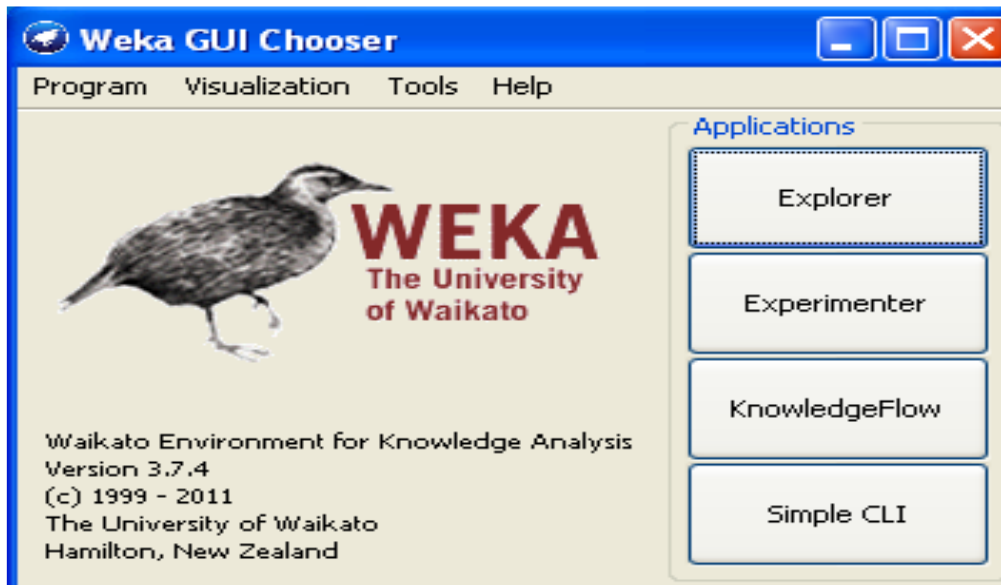 Weka GUI Chooser
Program Visualization Tools Help
Applications
Explorer
WEKA
The University
of Waikato
Experimenter
KnowledgeFlow
Waikato Environment for Knowledge Analysis
Version 3.7.4
(c) 1999 - 2011
The University of Waikato
Hamilton, New Zealand
Simple CLI